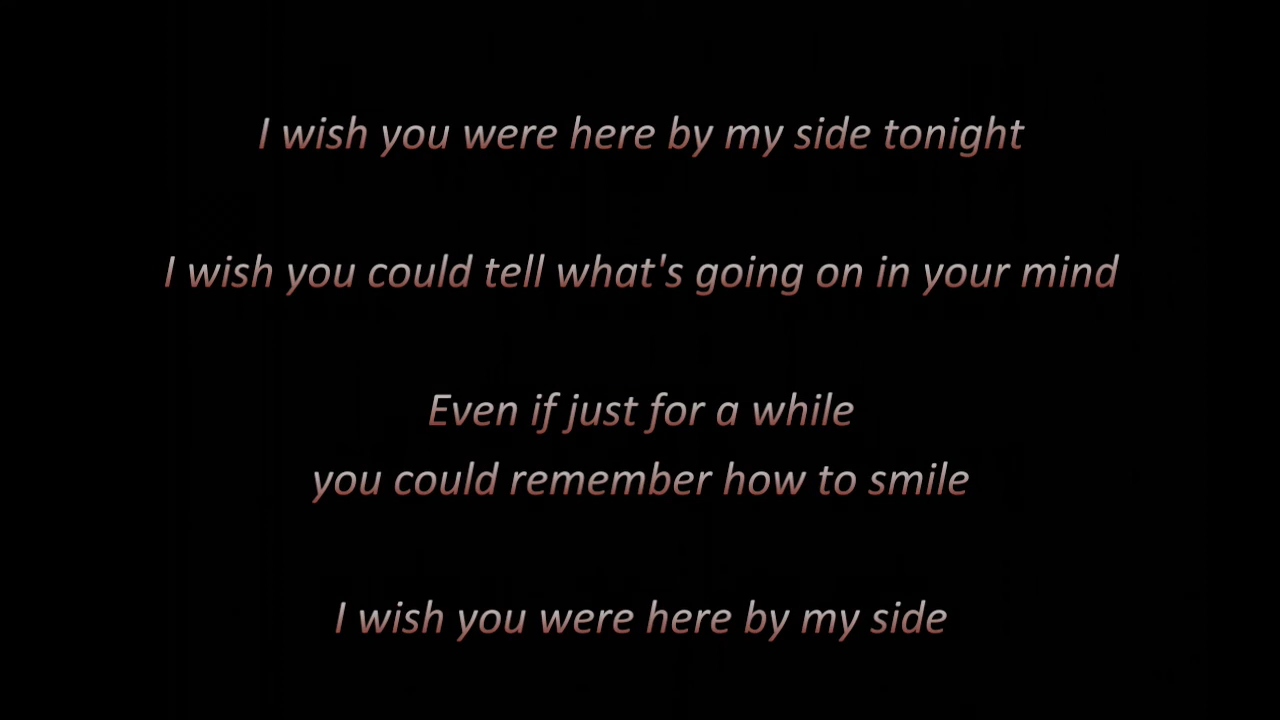 I wish you were here by my side tonight
I wish you could tell what's going on in your mind
Even if just for a while
you could remember how to smile
I wish you were here by my side